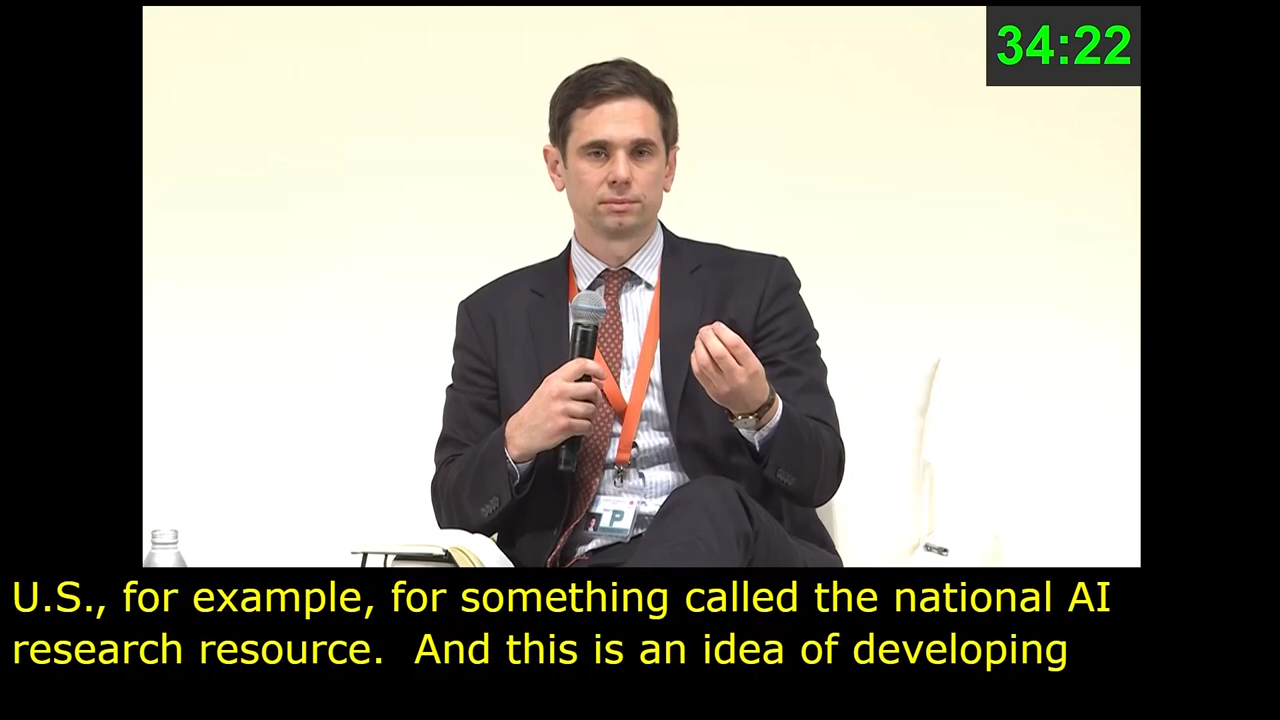 34:22
TP
U.S., for example, for something called the national AI
research resource.  And this is an idea of developing